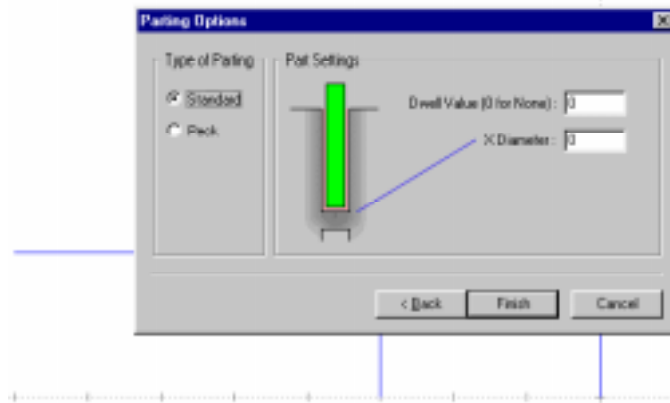 Parting Options
Type of Parting
Standard
Peck
Part Settings
Dwell Value (0 for None) : 0
X Diameter : 0
< Back
Finish
Cancel